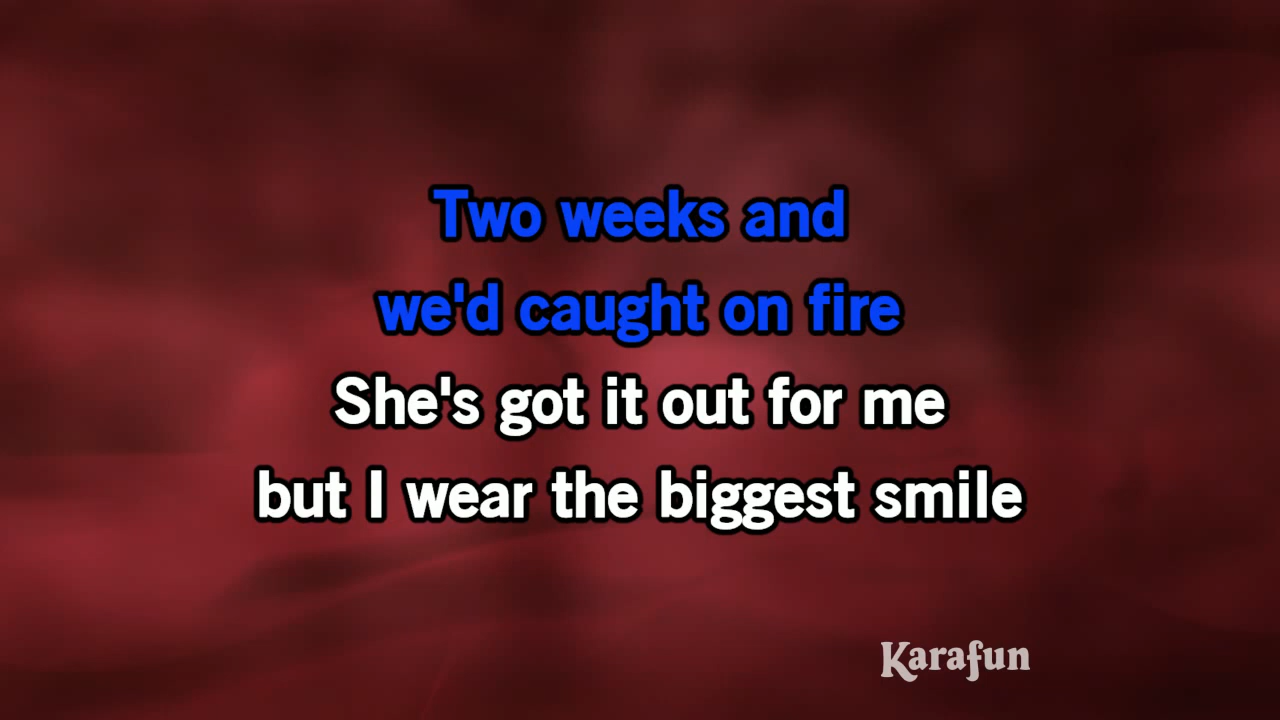 Two weeks and
we'd caught on fire
She's got it out for me
but I wear the biggest smile
Karafun